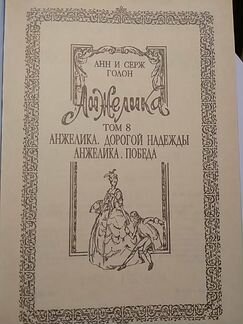 АНН И СЕРЖ
ГОЛОН
Анжелика
ТОМ 8
АНЖЕЛИКА. ДОРОГОЙ НАДЕЖДЫ
АНЖЕЛИКА. ПОБЕДА